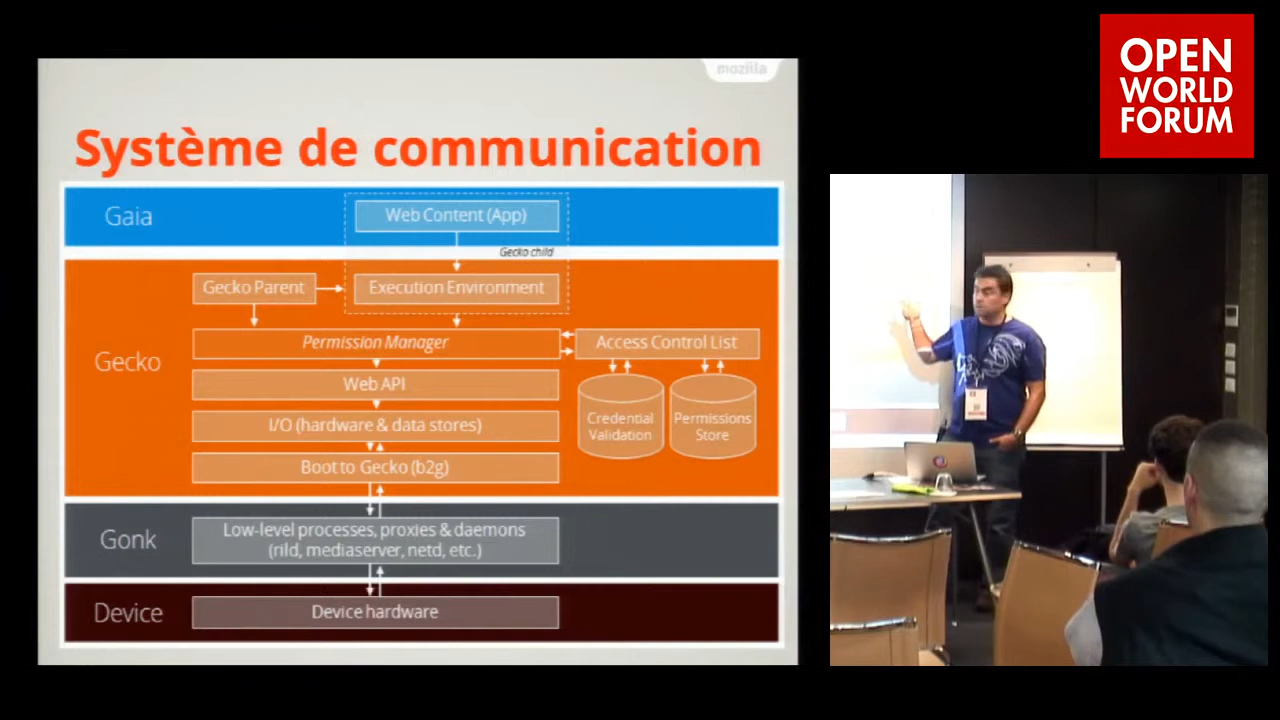 mozilla
OPEN
WORLD
FORUM
Système de communication
Gaia
Web Content (App)
Gecko child
Gecko
Gecko Parent
Execution Environment
Permission Manager
Access Control List
Web API
I/O (hardware & data stores)
Credential
Validation
Permissions
Store
Boot to Gecko (b2g)
Gonk
Low-level processes, proxies & daemons
(rild, mediaserver, netd, etc.)
Device
Device hardware